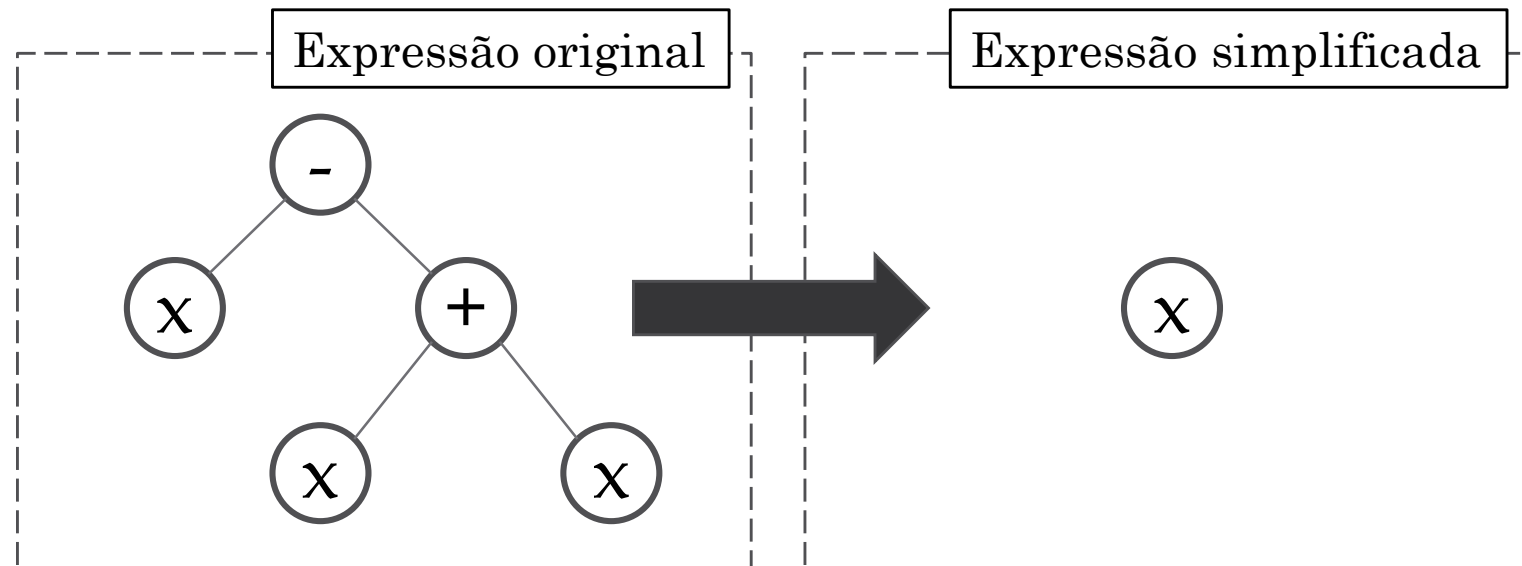 Expressão original
Expressão simplificada
-
x
+
x
x
x